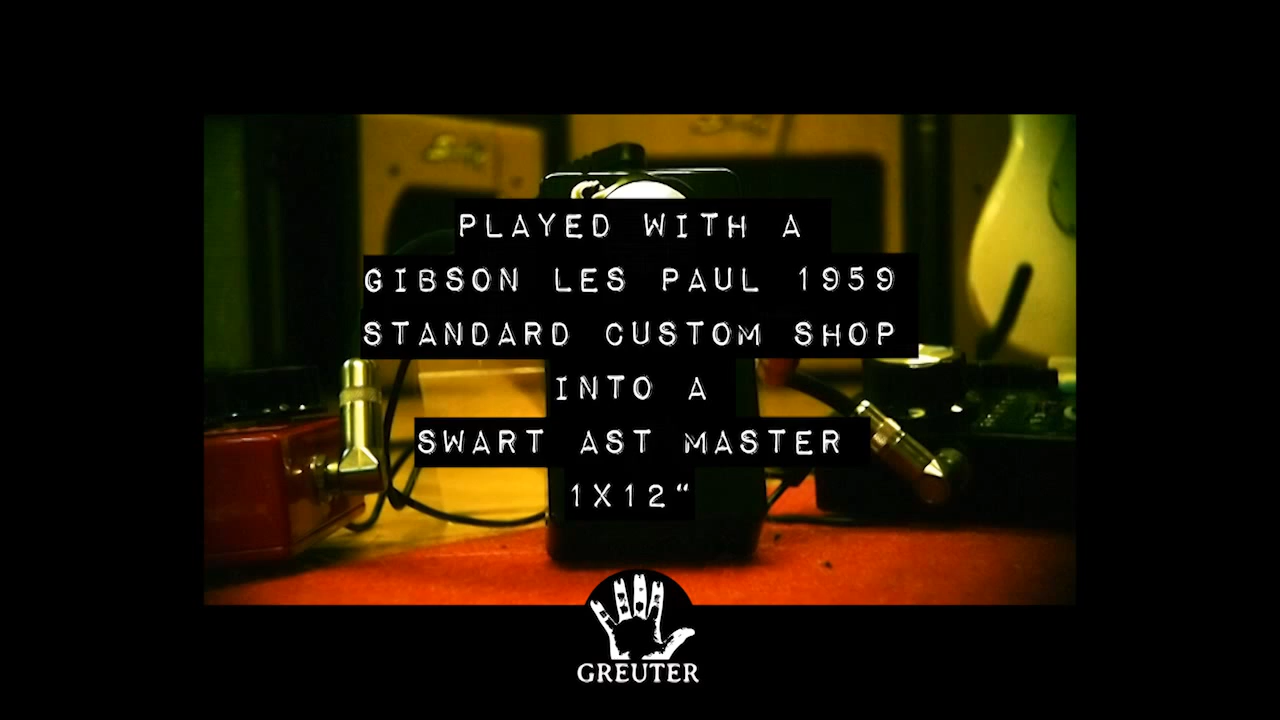 PLAYED WITH A
GIBSON LES PAUL 1959
STANDARD CUSTOM SHOP
INTO A
SWART AST MASTER
1X12“
GREUTER